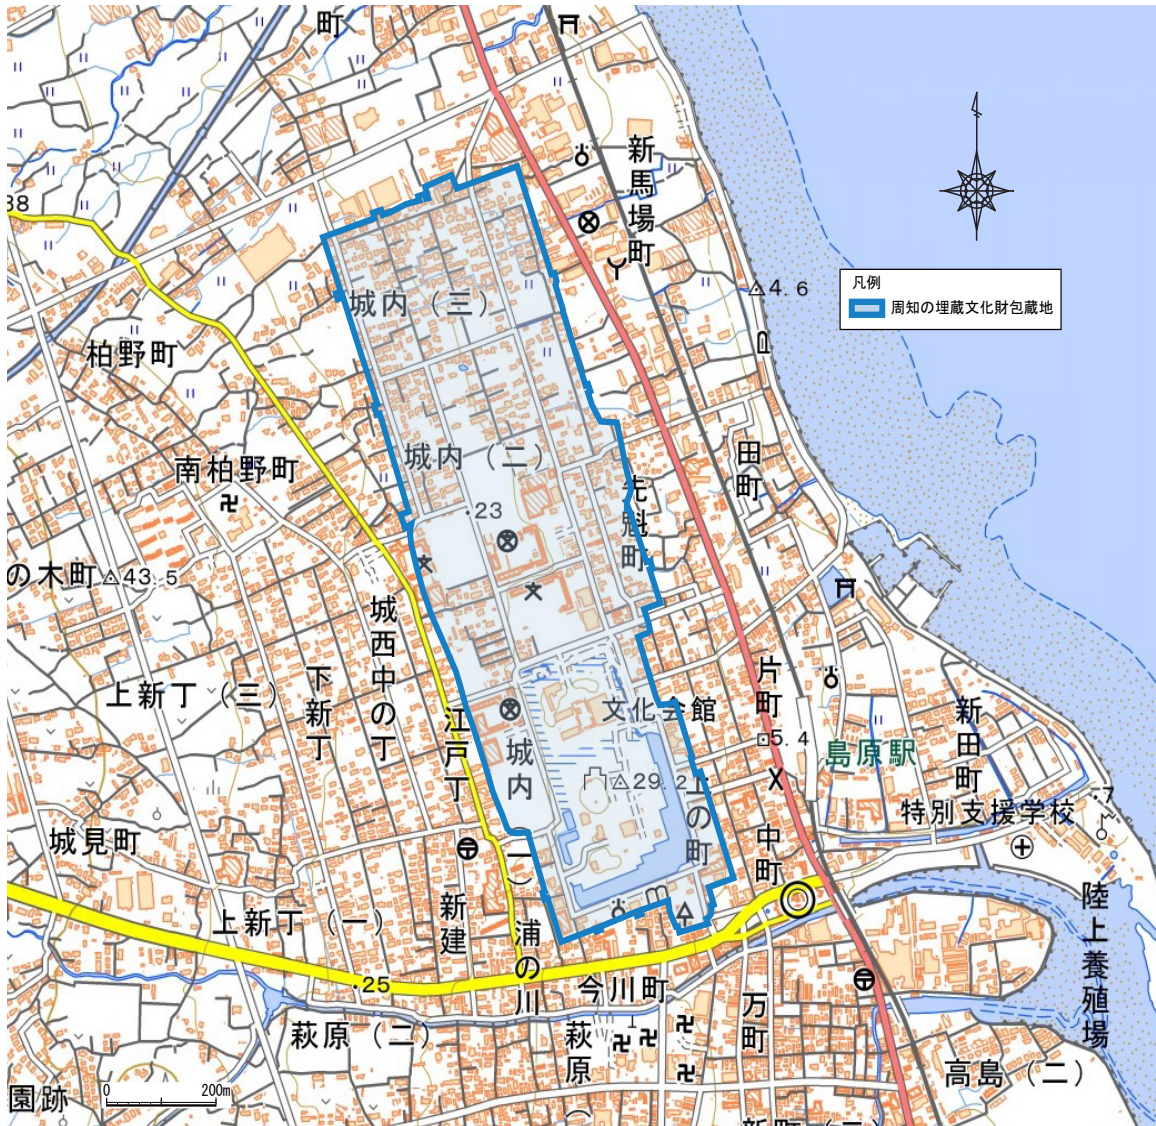 町
新馬場町
38
凡例
周知の埋蔵文化財包蔵地
4.6
城内（三）
柏野町
城内（二）
南柏野町
田町
先魁町
23
の木町
43.5
城西中の丁
下新丁
上新丁（三）
江戸丁
片町
文化会館
新田町
5.4
島原駅
城内（一）
29.2
上の町
中町
特別支援学校
7
城見町
上新丁（一）
新建
浦の川
陸上養殖場
25
今川町
万町
萩原（二）
萩原（
高島（二）
園跡
0 200m